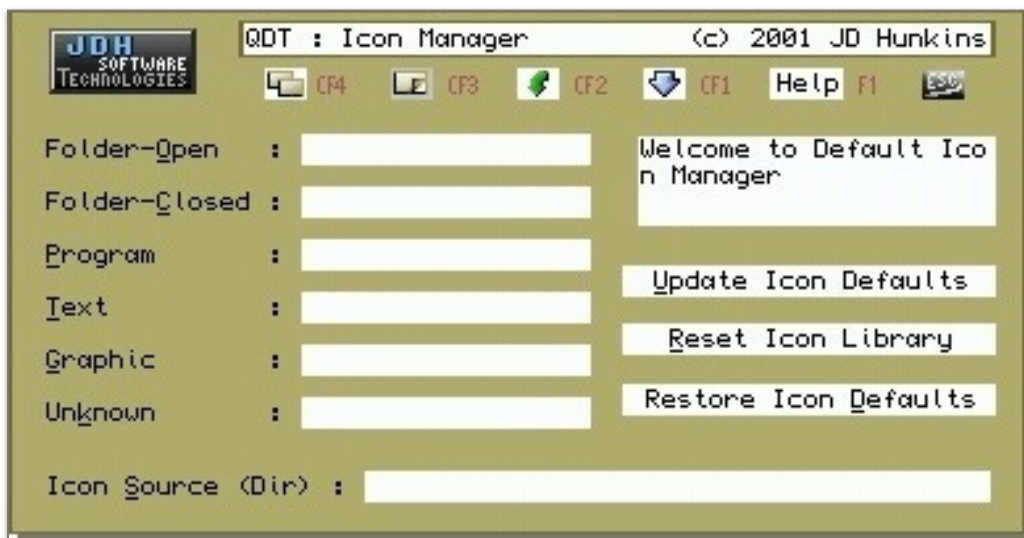 JDH
SOFTWARE
TECHNOLOGIES
QDT : Icon Manager (c) 2001 JD Hunkins
CF4 CF3 CF2 CF1 Help F1 ESC
Folder-Open :
Welcome to Default Ico
n Manager
Folder-Closed :
Program :
Update Icon Defaults
Text :
Reset Icon Library
Graphic :
Restore Icon Defaults
Unknown :
Icon Source (Dir) :